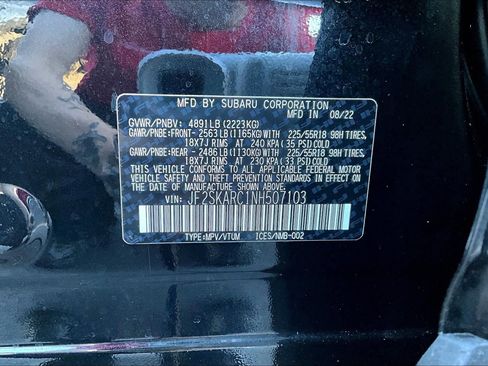 MFD BY SUBARU CORPORATION
MFD IN 08/22
GVWR/PNBV: 4891LB(2223KG)
GAWR/PNBE:FRONT- 2563LB(1165KG)WITH 225/55R18 98H TIRES,
18X7J RIMS AT 240 KPA(35 PSI)COLD
GAWR/PNBE:REAR - 2486LB(1130KG)WITH 225/55R18 98H TIRES,
18X7J RIMS AT 230 KPA(33 PSI)COLD
THIS VEHICLE CONFORMS TO ALL APPLICABLE FEDERAL MOTOR
VEHICLE SAFETY AND THEFT PREVENTION STANDARDS
IN EFFECT ON THE DATE OF MANUFACTURE SHOWN ABOVE.
VIN: JF2SKARC1NH507103
TYPE:MPV/VTUM ICES/NMB-002